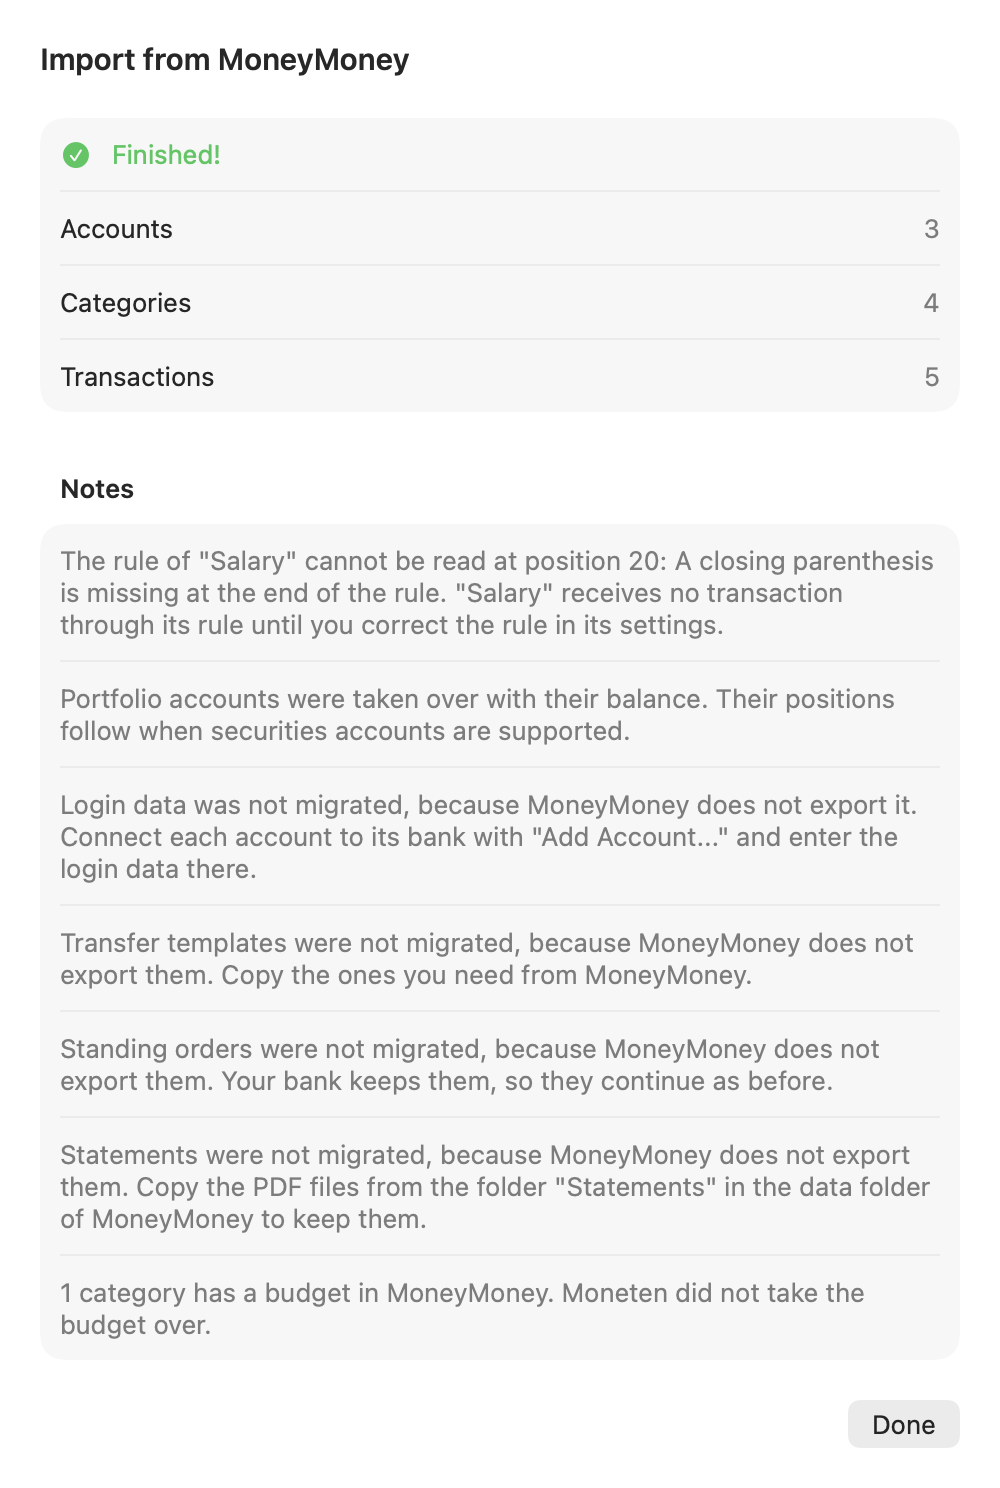 Import from MoneyMoney
Finished!
Accounts 3
Categories 4
Transactions 5
Notes
The rule of "Salary" cannot be read at position 20: A closing parenthesis
is missing at the end of the rule. "Salary" receives no transaction
through its rule until you correct the rule in its settings.
Portfolio accounts were taken over with their balance. Their positions
follow when securities accounts are supported.
Login data was not migrated, because MoneyMoney does not export it.
Connect each account to its bank with "Add Account..." and enter the
login data there.
Transfer templates were not migrated, because MoneyMoney does not
export them. Copy the ones you need from MoneyMoney.
Standing orders were not migrated, because MoneyMoney does not
export them. Your bank keeps them, so they continue as before.
Statements were not migrated, because MoneyMoney does not export
them. Copy the PDF files from the folder "Statements" in the data folder
of MoneyMoney to keep them.
1 category has a budget in MoneyMoney. Moneten did not take the
budget over.
Done